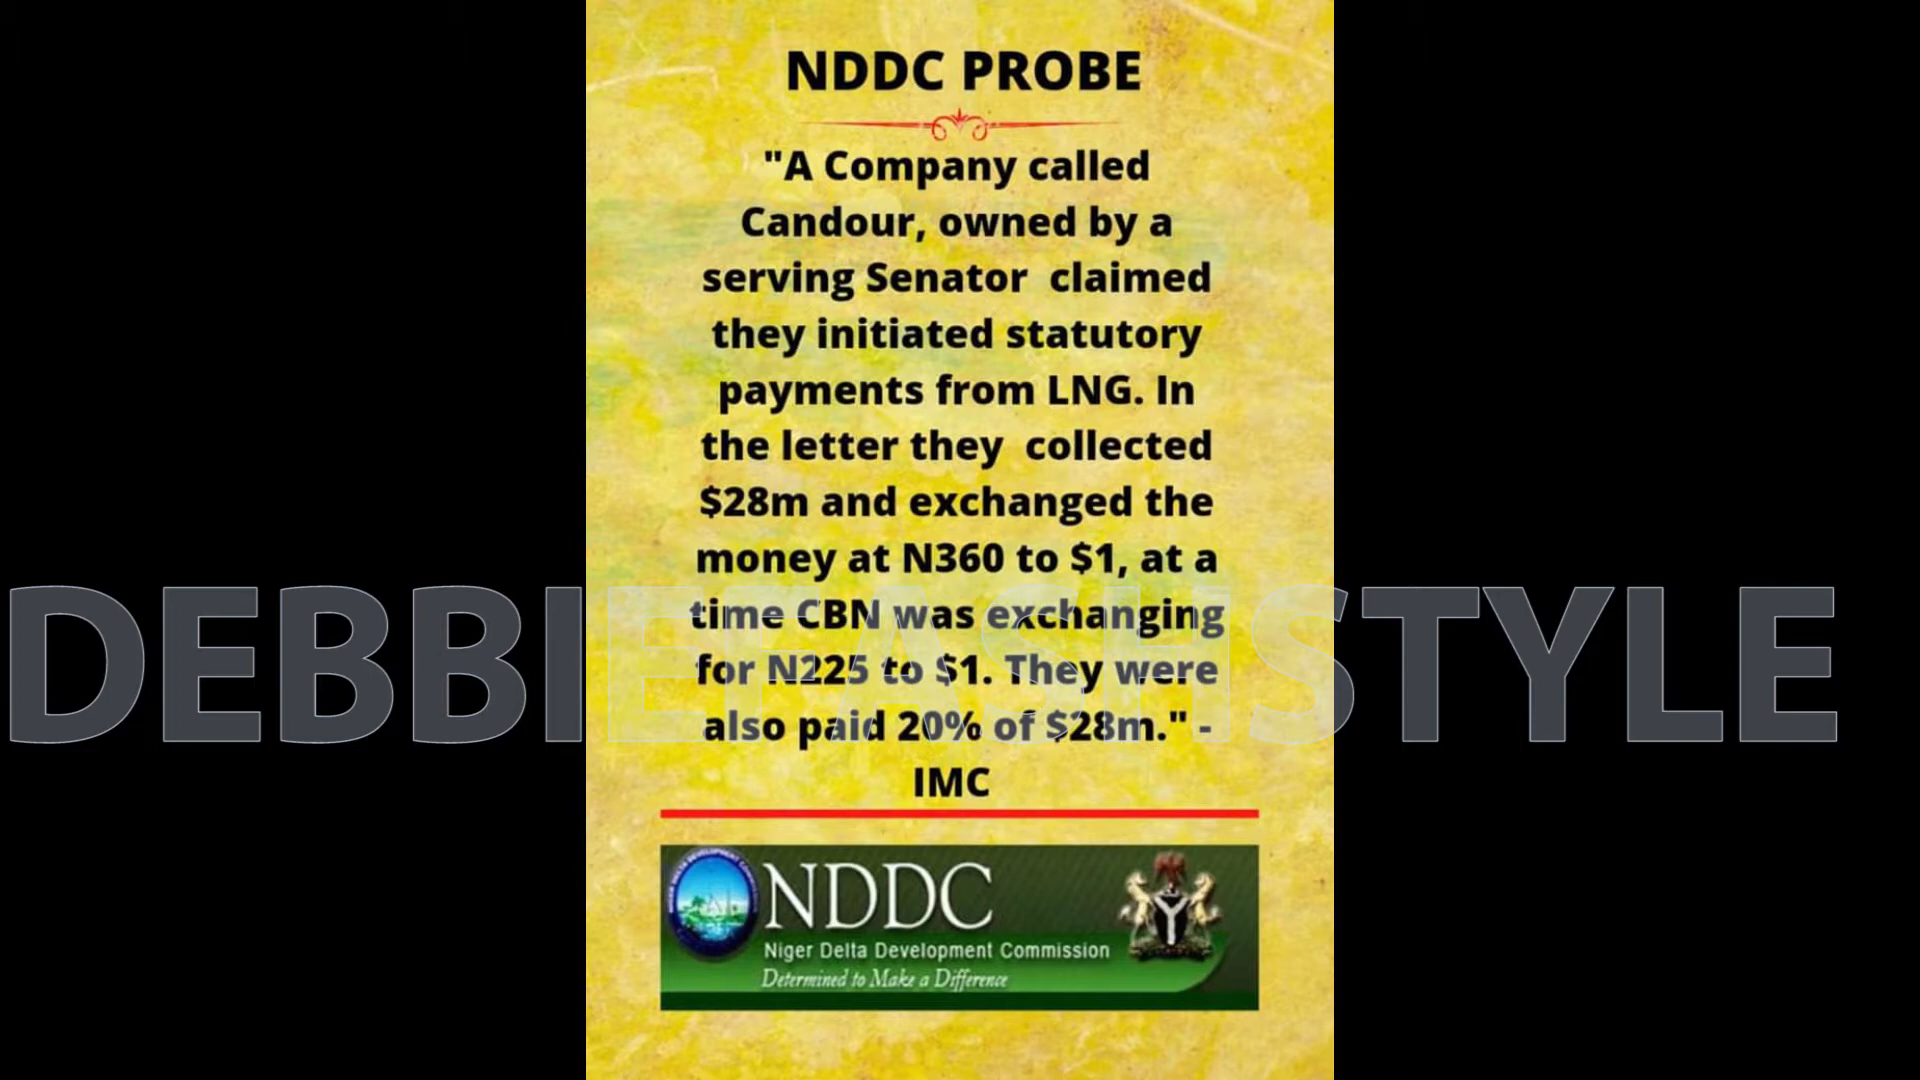 NDDC PROBE
"A Company called
Candour, owned by a
serving Senator claimed
they initiated statutory
payments from LNG. In
the letter they collected
$28m and exchanged the
money at N360 to $1, at a
time CBN was exchanging
for N225 to $1. They were
also paid 20% of $28m." -
IMC
DEBBIEFASHSTYLE
NDDC
Niger Delta Development Commission
Determined to Make a Difference